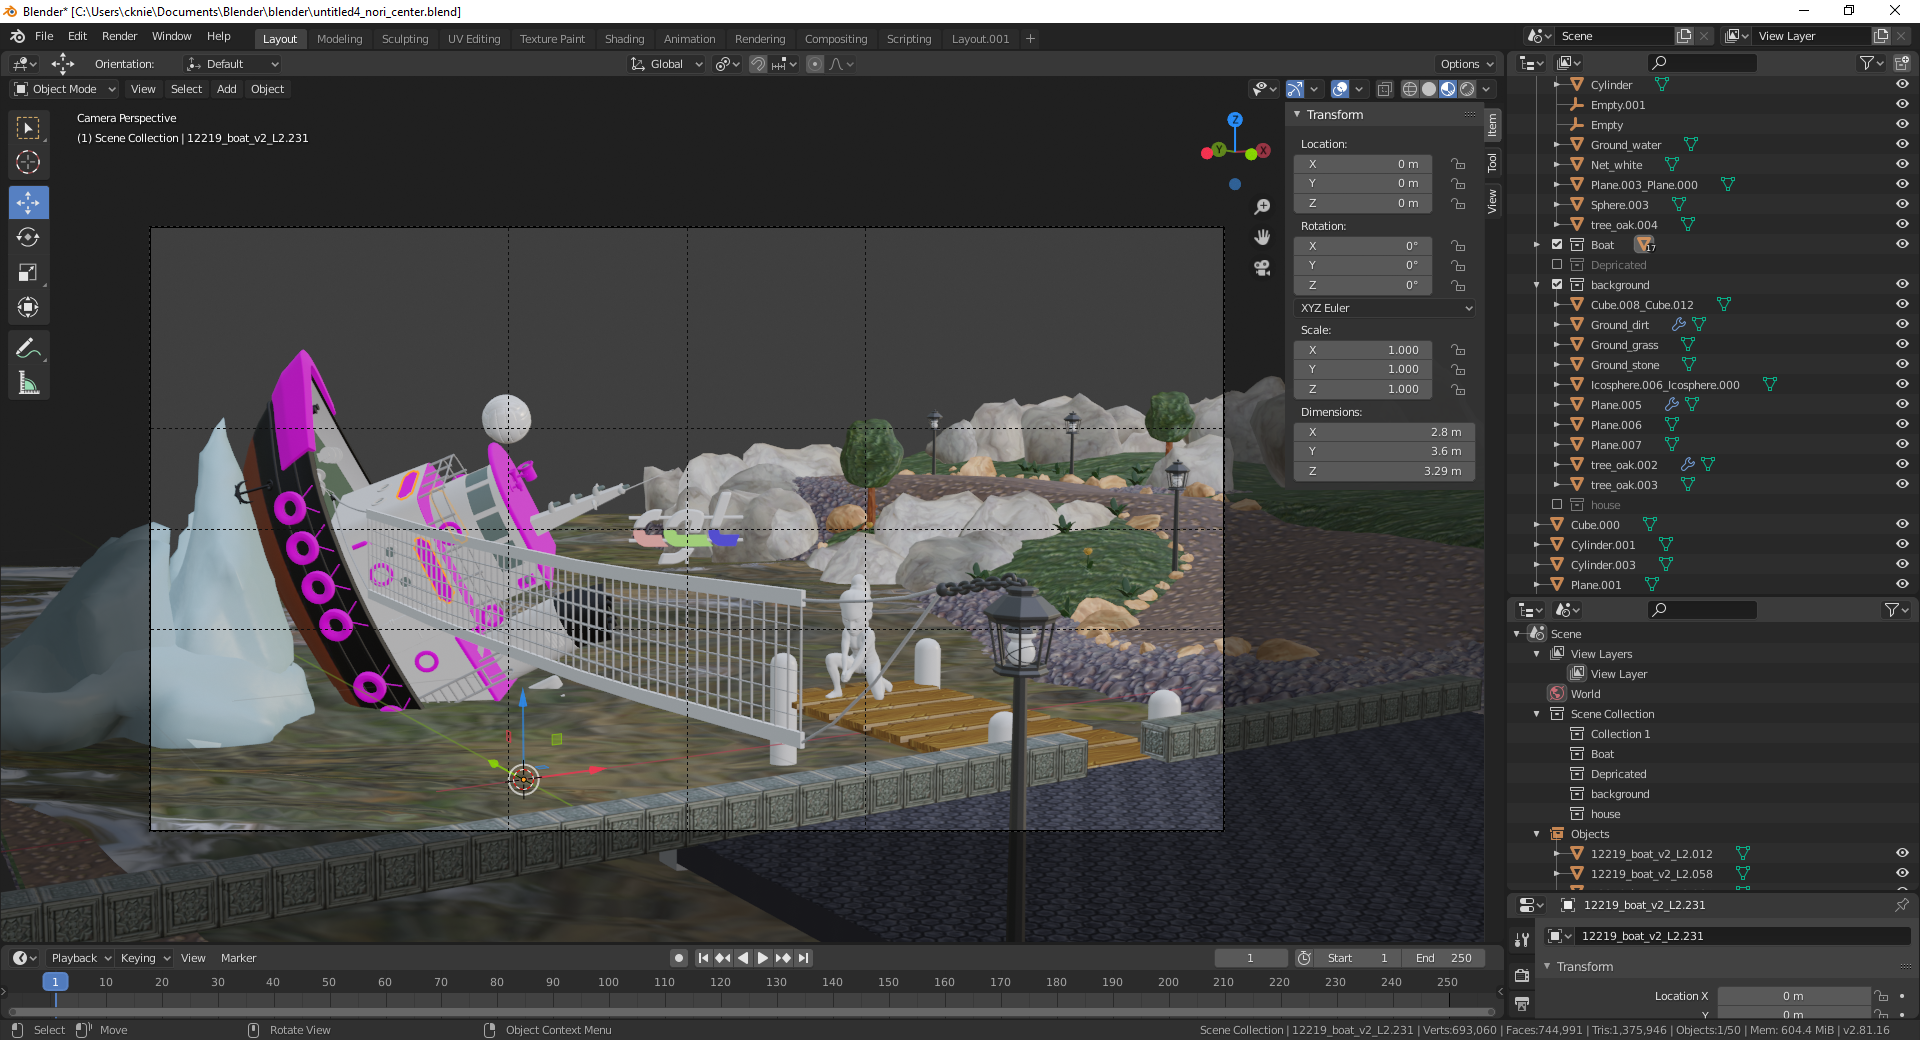 Blender* [C:\Users\cknie\Documents\Blender\blender\untitled4_nori_center.blend]
File Edit Render Window Help
Layout Modeling Sculpting UV Editing Texture Paint Shading Animation Rendering Compositing Scripting Layout.001 +
Scene View Layer
Orientation: Default Global Options
Object Mode View Select Add Object
Camera Perspective
(1) Scene Collection | 12219_boat_v2_L2.231
Z
Y X
Item
Tool
View
Transform
Location:
X 0 m
Y 0 m
Z 0 m
Rotation:
X 0°
Y 0°
Z 0°
XYZ Euler
Scale:
X 1.000
Y 1.000
Z 1.000
Dimensions:
X 2.8 m
Y 3.6 m
Z 3.29 m
Cylinder
Empty.001
Empty
Ground_water
Net_white
Plane.003_Plane.000
Sphere.003
tree_oak.004
Boat 17
Depricated
background
Cube.008_Cube.012
Ground_dirt
Ground_grass
Ground_stone
Icosphere.006_Icosphere.000
Plane.005
Plane.006
Plane.007
tree_oak.002
tree_oak.003
house
Cube.000
Cylinder.001
Cylinder.003
Plane.001
Scene
View Layers
View Layer
World
Scene Collection
Collection 1
Boat
Depricated
background
house
Objects
12219_boat_v2_L2.012
12219_boat_v2_L2.058
12219_boat_v2_L2.231
12219_boat_v2_L2.231
Transform
Location X 0 m
Y 0 m
Playback Keying View Marker
1 Start 1 End 250
1 10 20 30 40 50 60 70 80 90 100 110 120 130 140 150 160 170 180 190 200 210 220 230 240 250
Select Move Rotate View Object Context Menu
Scene Collection | 12219_boat_v2_L2.231 | Verts:693,060 | Faces:744,991 | Tris:1,375,946 | Objects:1/50 | Mem: 604.4 MiB | v2.81.16